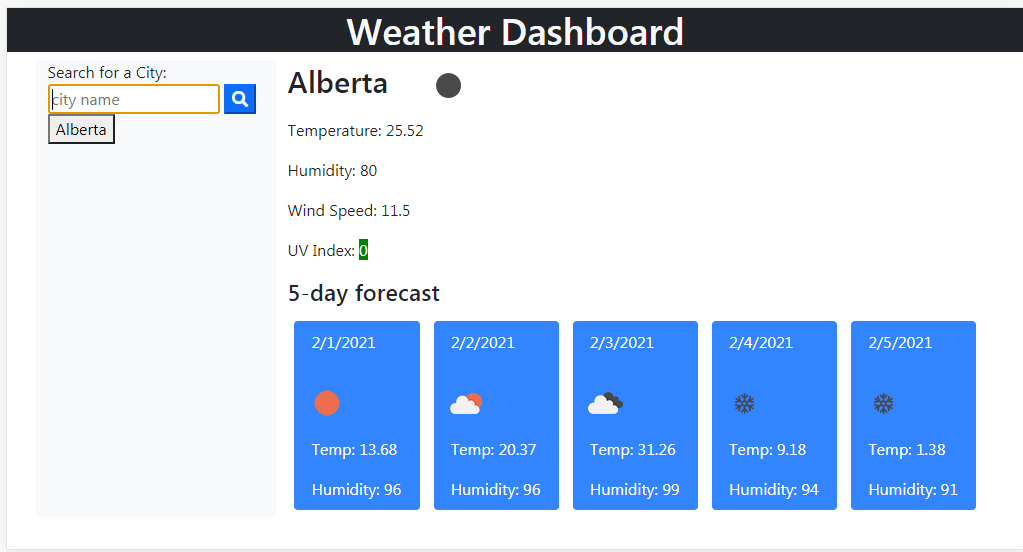 Weather Dashboard
Search for a City:
city name
Alberta
Alberta
Temperature: 25.52
Humidity: 80
Wind Speed: 11.5
UV Index: 0
5-day forecast
2/1/2021
Temp: 13.68
Humidity: 96
2/2/2021
Temp: 20.37
Humidity: 96
2/3/2021
Temp: 31.26
Humidity: 99
2/4/2021
Temp: 9.18
Humidity: 94
2/5/2021
Temp: 1.38
Humidity: 91